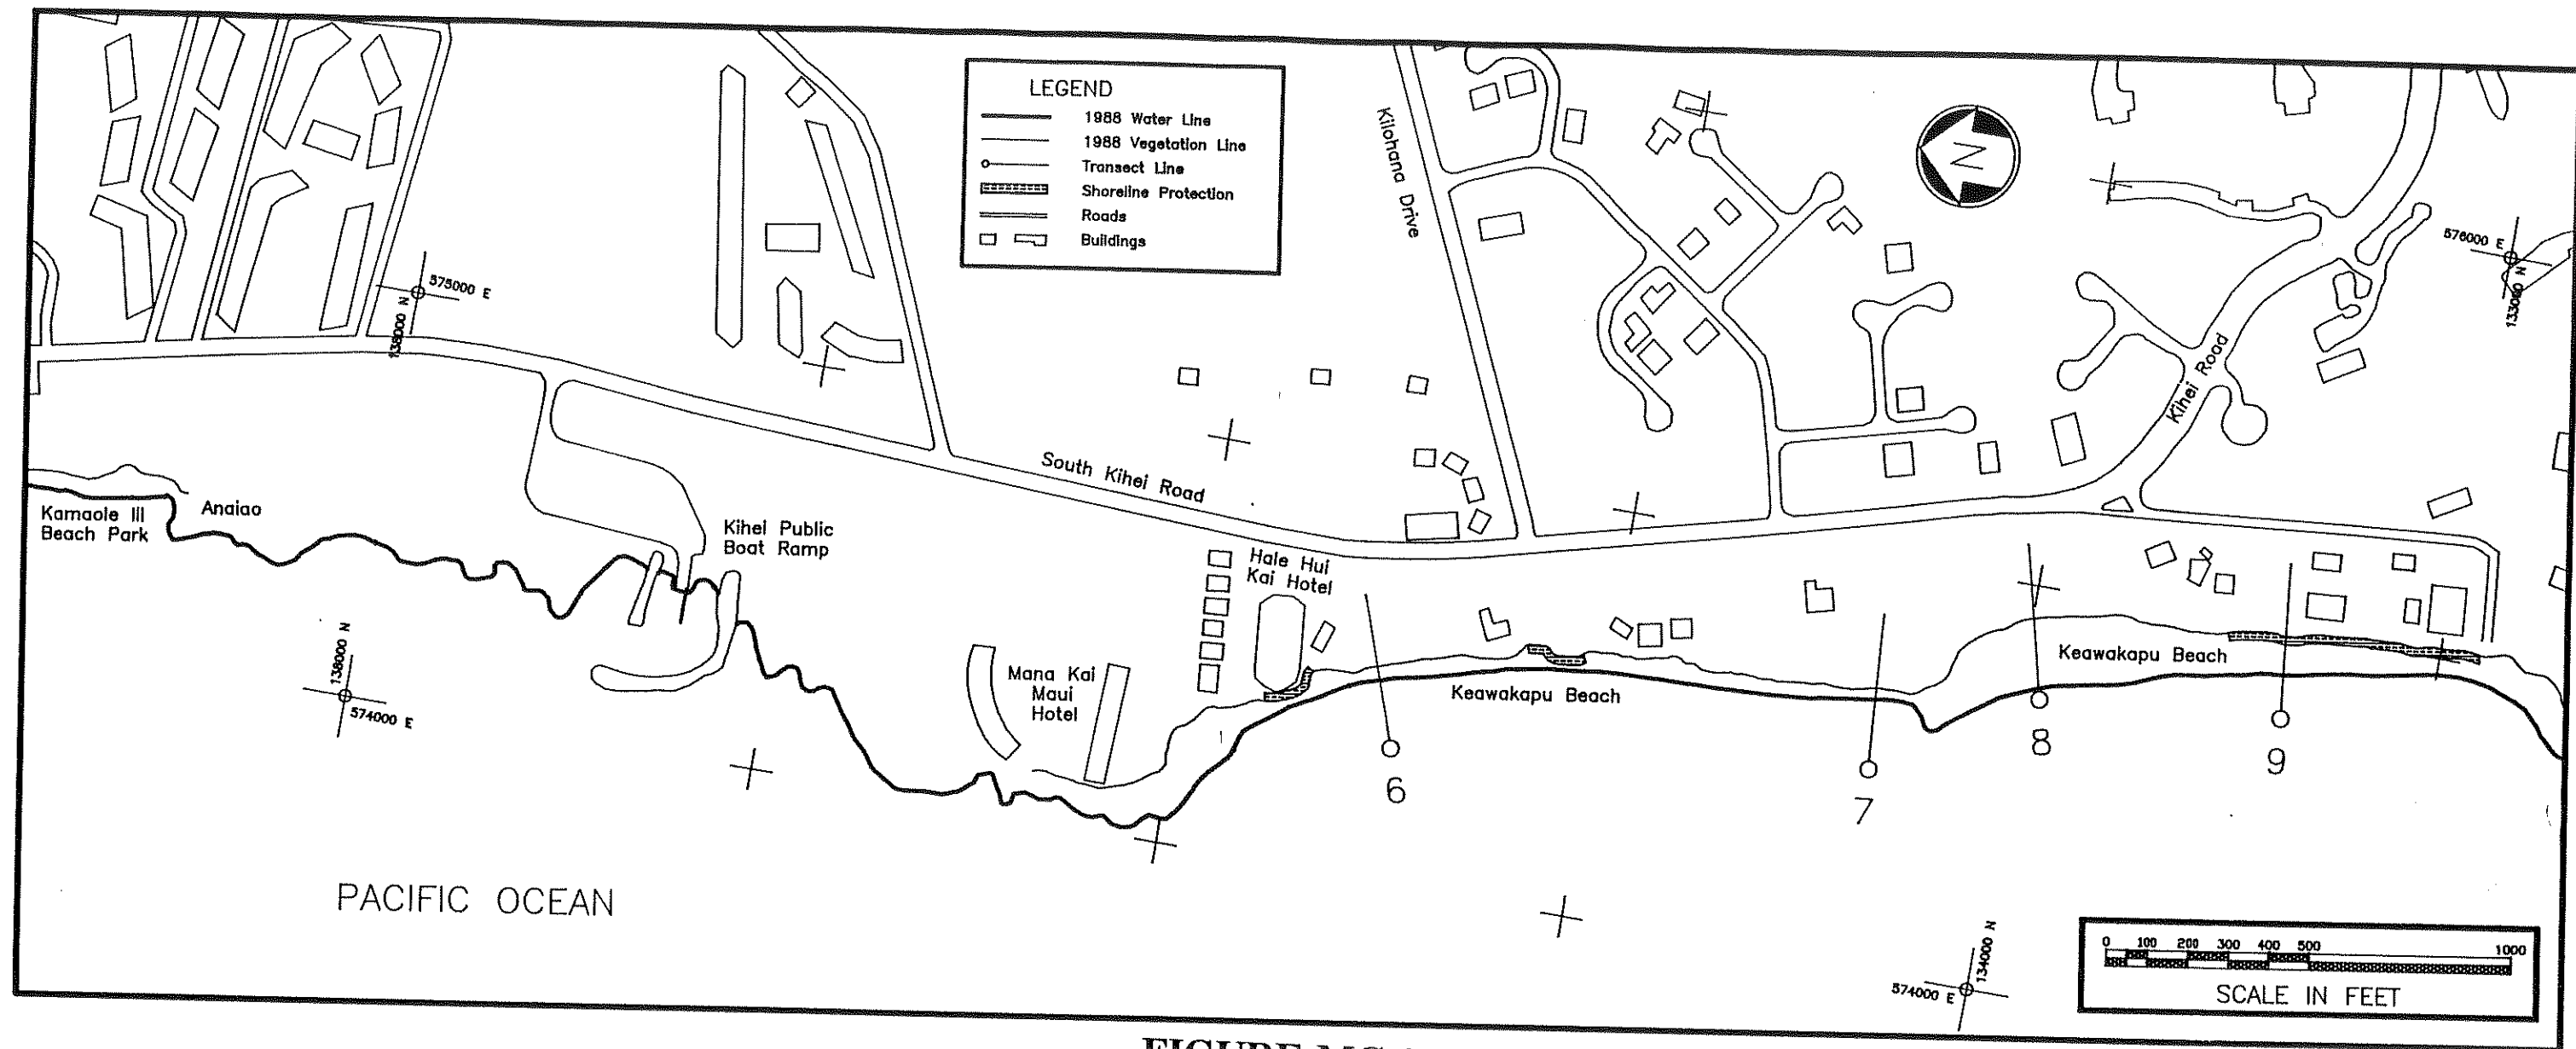 LEGEND
1988 Water Line
1988 Vegetation Line
Transect Line
Shoreline Protection
Roads
Buildings
Kilohana Drive
N
575000 E
138000 N
576000 E
133000 N
Kihei Road
South Kihei Road
Kamaole III
Beach Park
Anaiao
Kihei Public
Boat Ramp
Hale Hui
Kai Hotel
138000 N
574000 E
Mana Kai
Maui
Hotel
Keawakapu Beach
Keawakapu Beach
6
7
8
9
PACIFIC OCEAN
574000 E
134000 N
0 100 200 300 400 500 1000
SCALE IN FEET